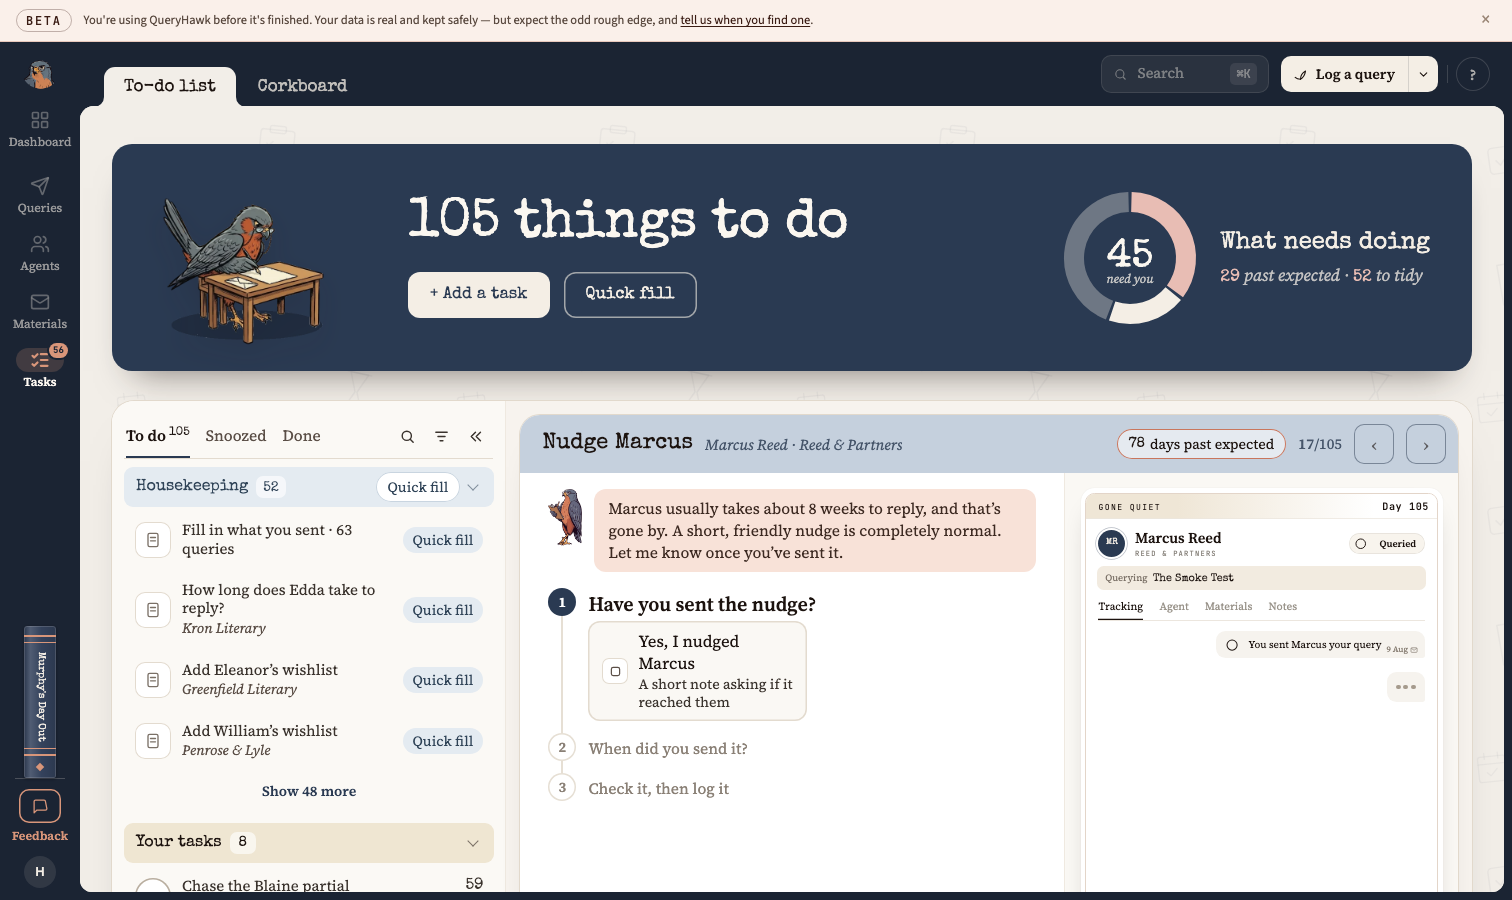 BETA
You're using QueryHawk before it's finished. Your data is real and kept safely — but expect the odd rough edge, and tell us when you find one.
×
To-do list
Corkboard
Search
⌘K
Log a query
?
Dashboard
Queries
Agents
Materials
56
Tasks
Murphy's Day Out
Feedback
H
105 things to do
+ Add a task
Quick fill
45
need you
What needs doing
29 past expected · 52 to tidy
To do 105
Snoozed
Done
Housekeeping 52
Quick fill
Fill in what you sent · 63
queries
Quick fill
How long does Edda take to
reply?
Kron Literary
Quick fill
Add Eleanor’s wishlist
Greenfield Literary
Quick fill
Add William’s wishlist
Penrose & Lyle
Quick fill
Show 48 more
Your tasks 8
Chase the Blaine partial
59
Nudge Marcus
Marcus Reed · Reed & Partners
78 days past expected
17/105
‹
›
Marcus usually takes about 8 weeks to reply, and that’s
gone by. A short, friendly nudge is completely normal.
Let me know once you’ve sent it.
1
Have you sent the nudge?
Yes, I nudged
Marcus
A short note asking if it
reached them
2
When did you send it?
3
Check it, then log it
GONE QUIET
Day 105
MR
Marcus Reed
REED & PARTNERS
Queried
Querying The Smoke Test
Tracking
Agent
Materials
Notes
You sent Marcus your query
9 Aug